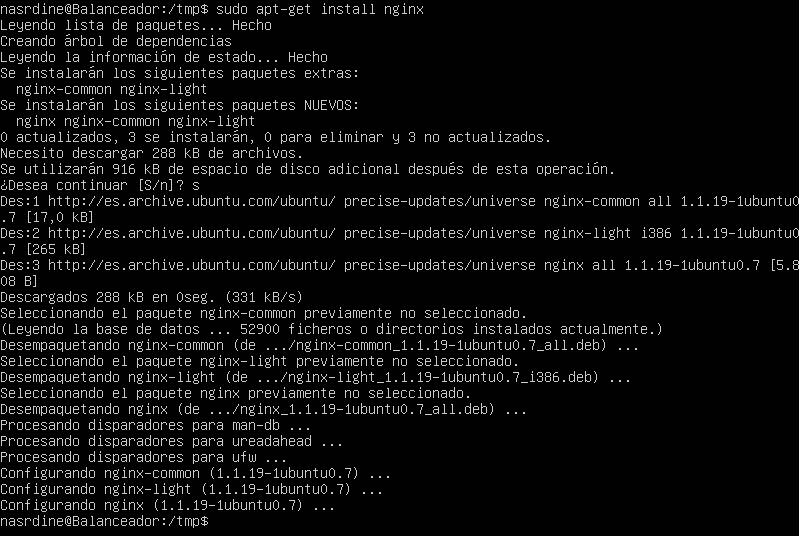 nasrdine@Balanceador:/tmp$ sudo apt-get install nginx
Leyendo lista de paquetes... Hecho
Creando árbol de dependencias
Leyendo la información de estado... Hecho
Se instalarán los siguientes paquetes extras:
  nginx-common nginx-light
Se instalarán los siguientes paquetes NUEVOS:
  nginx nginx-common nginx-light
0 actualizados, 3 se instalarán, 0 para eliminar y 3 no actualizados.
Necesito descargar 288 kB de archivos.
Se utilizarán 916 kB de espacio de disco adicional después de esta operación.
¿Desea continuar [S/n]? s
Des:1 http://es.archive.ubuntu.com/ubuntu/ precise-updates/universe nginx-common all 1.1.19-1ubuntu0
.7 [17,0 kB]
Des:2 http://es.archive.ubuntu.com/ubuntu/ precise-updates/universe nginx-light i386 1.1.19-1ubuntu0
.7 [265 kB]
Des:3 http://es.archive.ubuntu.com/ubuntu/ precise-updates/universe nginx all 1.1.19-1ubuntu0.7 [5.8
08 B]
Descargados 288 kB en 0seg. (331 kB/s)
Seleccionando el paquete nginx-common previamente no seleccionado.
(Leyendo la base de datos ... 52900 ficheros o directorios instalados actualmente.)
Desempaquetando nginx-common (de .../nginx-common_1.1.19-1ubuntu0.7_all.deb) ...
Seleccionando el paquete nginx-light previamente no seleccionado.
Desempaquetando nginx-light (de .../nginx-light_1.1.19-1ubuntu0.7_i386.deb) ...
Seleccionando el paquete nginx previamente no seleccionado.
Desempaquetando nginx (de .../nginx_1.1.19-1ubuntu0.7_all.deb) ...
Procesando disparadores para man-db ...
Procesando disparadores para ureadahead ...
Procesando disparadores para ufw ...
Configurando nginx-common (1.1.19-1ubuntu0.7) ...
Configurando nginx-light (1.1.19-1ubuntu0.7) ...
Configurando nginx (1.1.19-1ubuntu0.7) ...
nasrdine@Balanceador:/tmp$